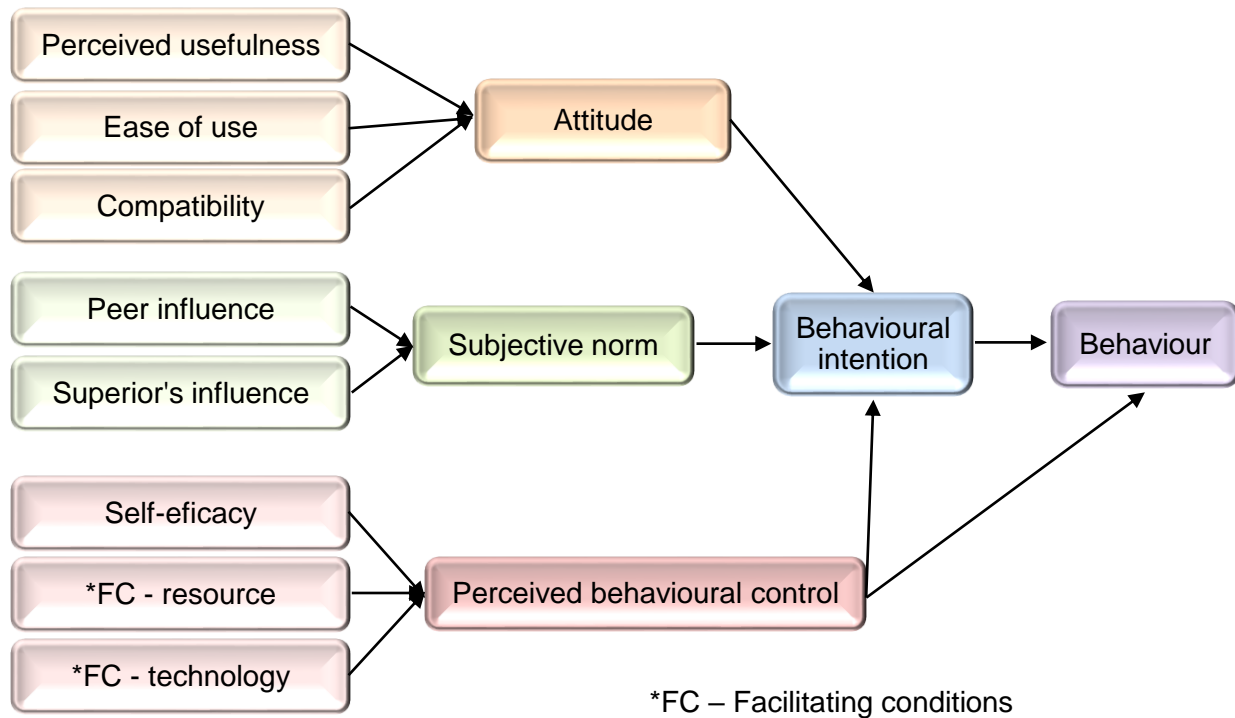 Perceived usefulness
Ease of use
Compatibility
Attitude
Peer influence
Superior's influence
Subjective norm
Behavioural
intention
Behaviour
Self-eficacy
*FC - resource
*FC - technology
Perceived behavioural control
*FC – Facilitating conditions